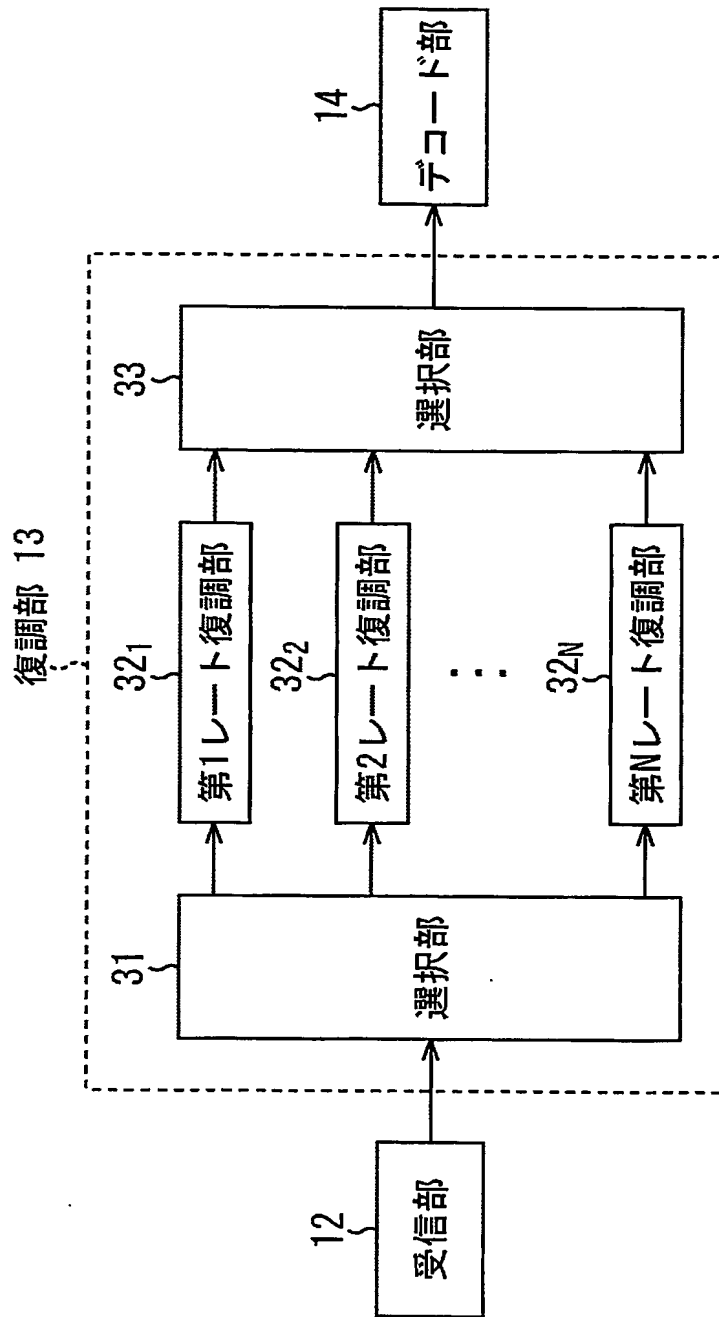 復調部 13
12
受信部
31
選択部
32₁
第1レート復調部
32₂
第2レート復調部
...
32N
第Nレート復調部
33
選択部
14
デコード部